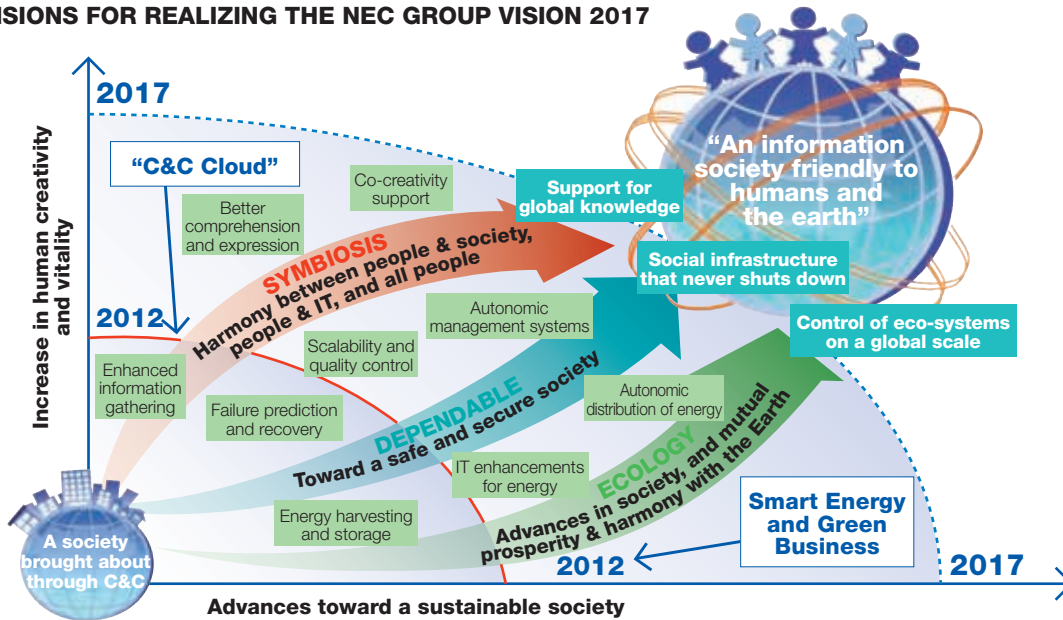 ISIONS FOR REALIZING THE NEC GROUP VISION 2017
2017
"C&C Cloud"
Co-creativity
support
Better
comprehension
and expression
Support for
global knowledge
"An information
society friendly to
humans and
the earth"
SYMBIOSIS
Harmony between people & society,
people & IT, and all people
Social infrastructure
that never shuts down
Increase in human creativity
and vitality
2012
Autonomic
management systems
Control of eco-systems
on a global scale
Scalability and
quality control
Enhanced
information
gathering
Failure prediction
and recovery
DEPENDABLE
Toward a safe and secure society
Autonomic
distribution of energy
IT enhancements
for energy
ECOLOGY
Advances in society, and mutual
prosperity & harmony with the Earth
Energy harvesting
and storage
Smart Energy
and Green
Business
A society
brought about
through C&C
2012
2017
Advances toward a sustainable society